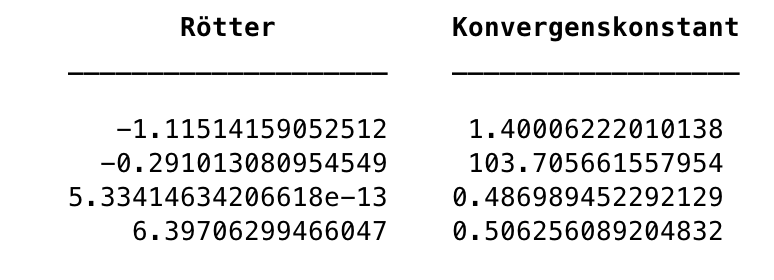 Rötter Konvergenskonstant
-1.11514159052512 1.40006222010138
-0.291013080954549 103.705661557954
5.33414634206618e-13 0.486989452292129
6.39706299466047 0.506256089204832